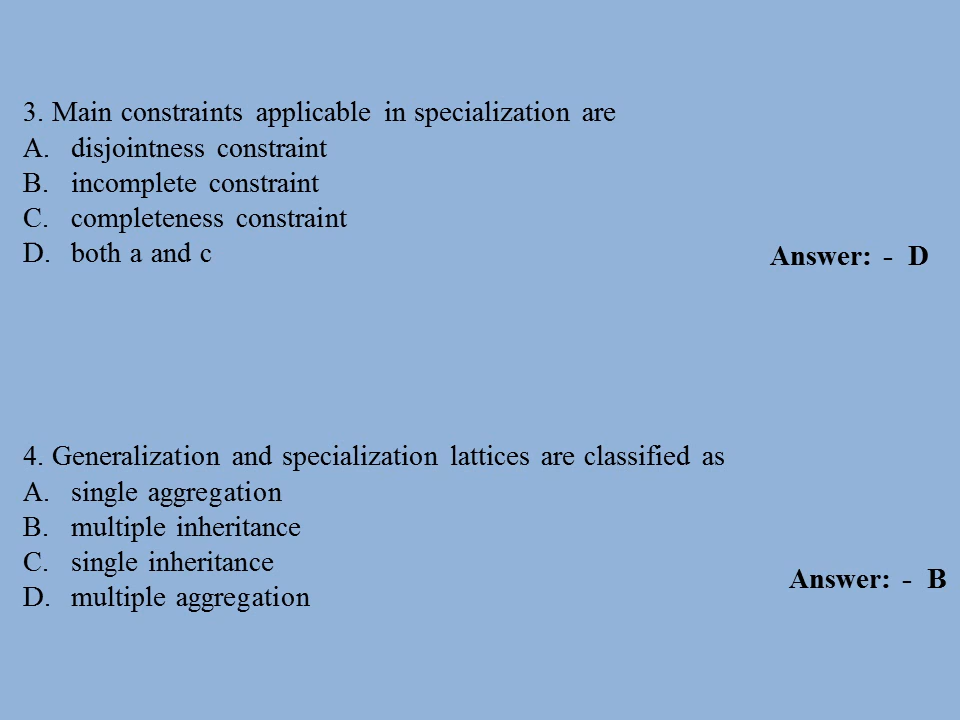 3. Main constraints applicable in specialization are
A. disjointness constraint
B. incomplete constraint
C. completeness constraint
D. both a and c
Answer: - D
4. Generalization and specialization lattices are classified as
A. single aggregation
B. multiple inheritance
C. single inheritance
D. multiple aggregation
Answer: - B